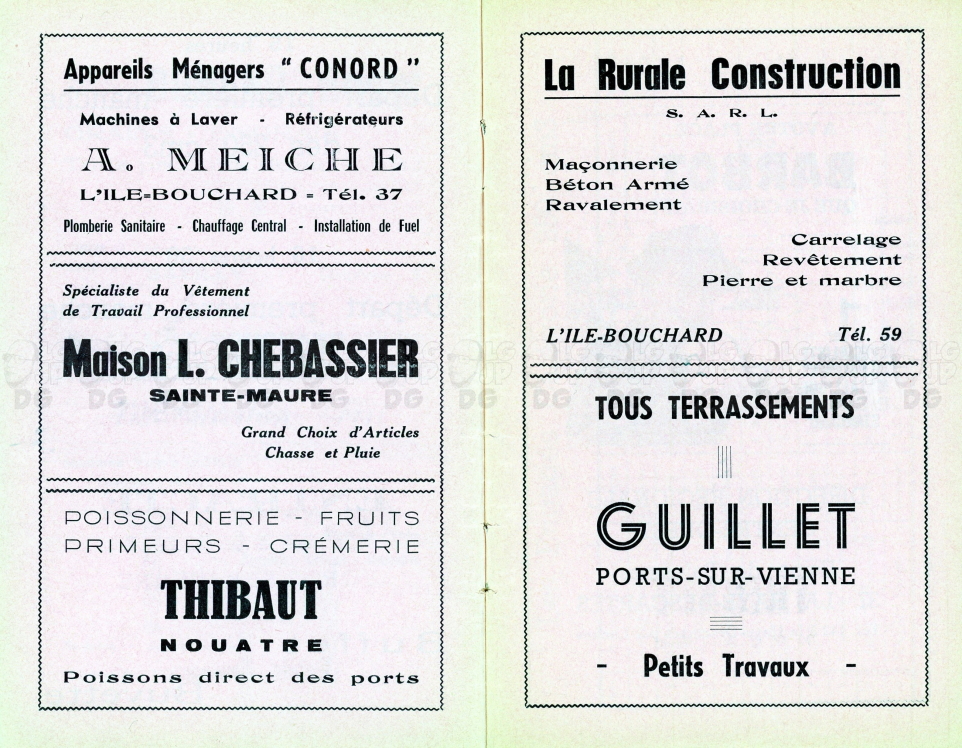 Appareils Ménagers "CONORD"
Machines à Laver - Réfrigérateurs
A. MEICHE
L'ILE=BOUCHARD = Tél. 37
Plomberie Sanitaire - Chauffage Central - Installation de Fuel
Spécialiste du Vêtement
de Travail Professionnel
Maison L. CHEBASSIER
SAINTE-MAURE
Grand Choix d'Articles
Chasse et Pluie
POISSONNERIE - FRUITS
PRIMEURS - CRÉMERIE
THIBAUT
NOUATRE
Poissons direct des ports
La Rurale Construction
S. A. R. L.
Maçonnerie
Béton Armé
Ravalement
Carrelage
Revêtement
Pierre et marbre
L'ILE-BOUCHARD Tél. 59
TOUS TERRASSEMENTS
GUILLET
PORTS-SUR-VIENNE
- Petits Travaux -